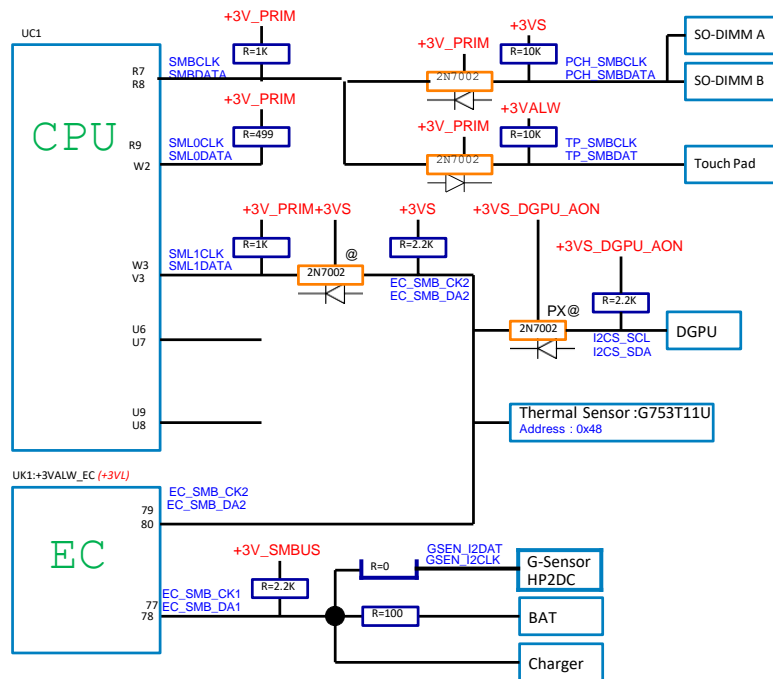 UC1
+3V_PRIM
+3VS
SO-DIMM A
R=1K
+3V_PRIM
R=10K
R7
R8
SMBCLK
SMBDATA
2N7002
PCH_SMBCLK
PCH_SMBDATA
SO-DIMM B
+3V_PRIM
+3VALW
CPU
+3V_PRIM
R=499
R=10K
R9
W2
SML0CLK
SML0DATA
2N7002
TP_SMBCLK
TP_SMBDAT
Touch Pad
+3V_PRIM
+3VS
+3VS
+3VS_DGPU_AON
R=1K
@
R=2.2K
+3VS_DGPU_AON
W3
V3
SML1CLK
SML1DATA
2N7002
EC_SMB_CK2
EC_SMB_DA2
R=2.2K
PX@
U6
U7
2N7002
I2CS_SCL
I2CS_SDA
DGPU
U9
U8
Thermal Sensor :G753T11U
Address : 0x48
UK1:+3VALW_EC (+3VL)
EC_SMB_CK2
EC_SMB_DA2
79
80
EC
+3V_SMBUS
GSEN_I2DAT
GSEN_I2CLK
R=0
G-Sensor
HP2DC
R=2.2K
77
78
EC_SMB_CK1
EC_SMB_DA1
R=100
BAT
Charger